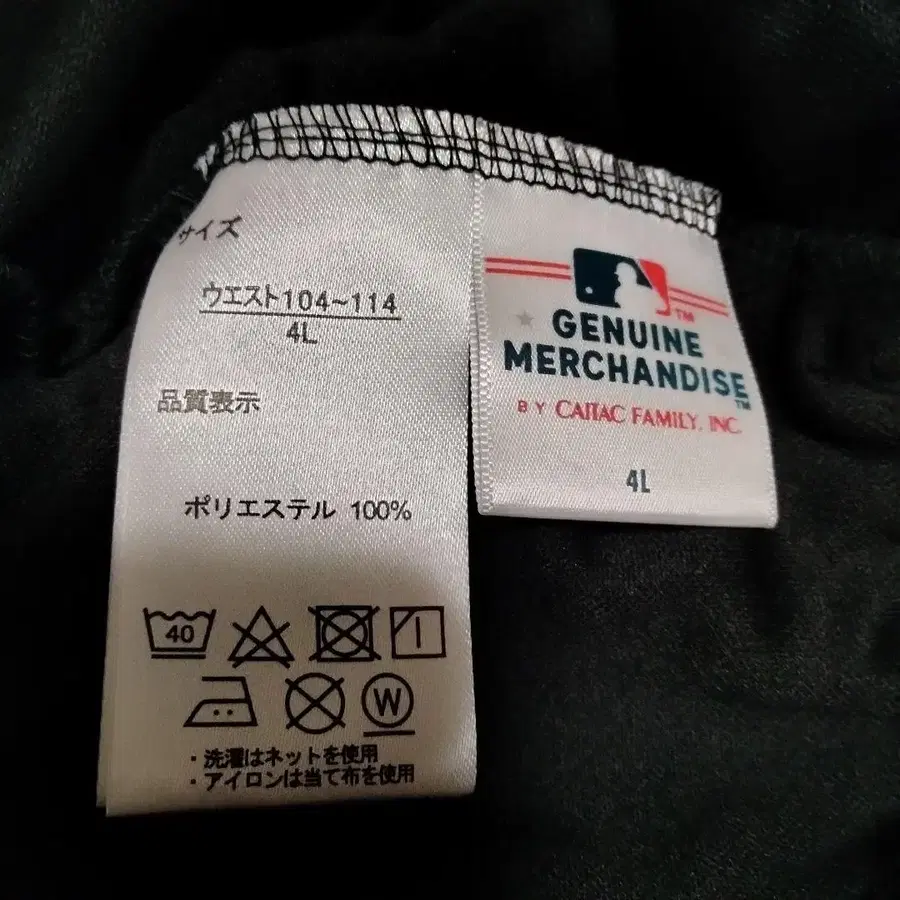 サイズ
ウエスト104~114
4L
品質表示
ポリエステル 100%
40
W
・洗濯はネットを使用
・アイロンは当て布を使用
TM
GENUINE
MERCHANDISE
TM
BY CAITAC FAMILY, INC.
4L